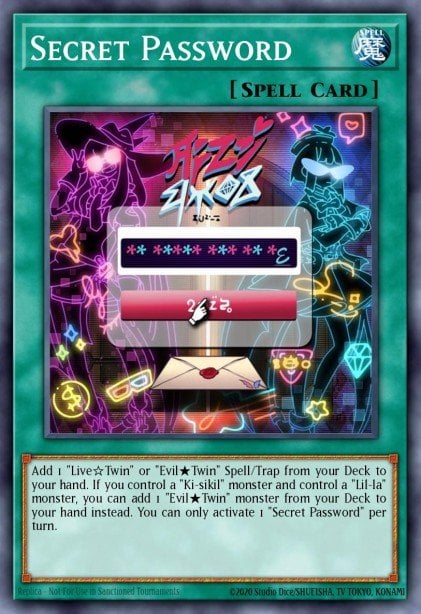 SECRET PASSWORD
SPELL
魔
[ SPELL CARD ]
** ***** *** ** *
Add 1 "Live☆Twin" or "Evil★Twin" Spell/Trap from your Deck to
your hand. If you control a "Ki-sikil" monster and control a "Lil-la"
monster, you can add 1 "Evil★Twin" monster from your Deck to
your hand instead. You can only activate 1 "Secret Password" per
turn.
Replica - Not For Use in Sanctioned Tournaments
©2020 Studio Dice/SHUEISHA, TV TOKYO, KONAMI